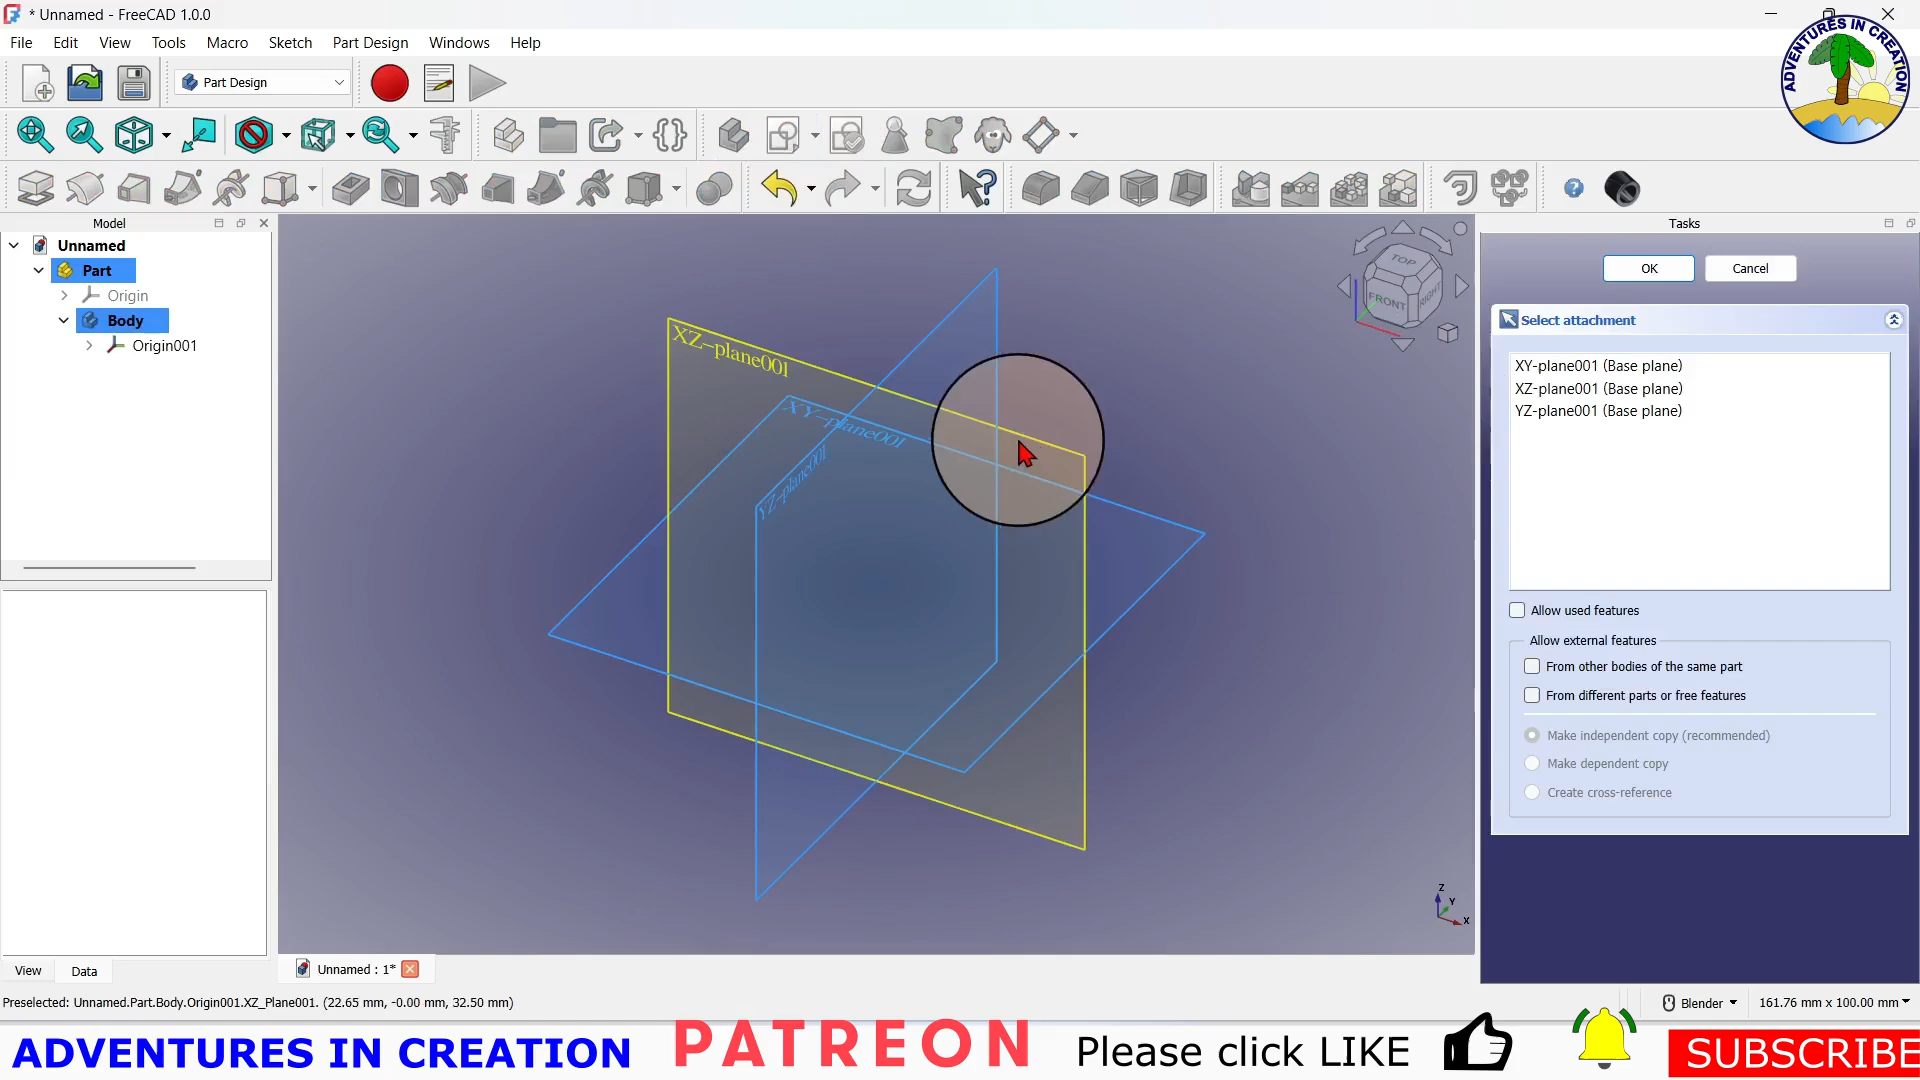 * Unnamed - FreeCAD 1.0.0
File Edit View Tools Macro Sketch Part Design Windows Help
ADVENTURES IN CREATION
Part Design
Model
Unnamed
Part
Origin
Body
Origin001
View Data
XZ-plane001
XY-plane001
YZ-plane001
TOP
FRONT
RIGHT
Z
Y
X
Unnamed : 1*
Tasks
OK Cancel
Select attachment
XY-plane001 (Base plane)
XZ-plane001 (Base plane)
YZ-plane001 (Base plane)
Allow used features
Allow external features
From other bodies of the same part
From different parts or free features
Make independent copy (recommended)
Make dependent copy
Create cross-reference
Preselected: Unnamed.Part.Body.Origin001.XZ_Plane001. (22.65 mm, -0.00 mm, 32.50 mm)
Blender 161.76 mm x 100.00 mm
ADVENTURES IN CREATION PATREON Please click LIKE SUBSCRIBE